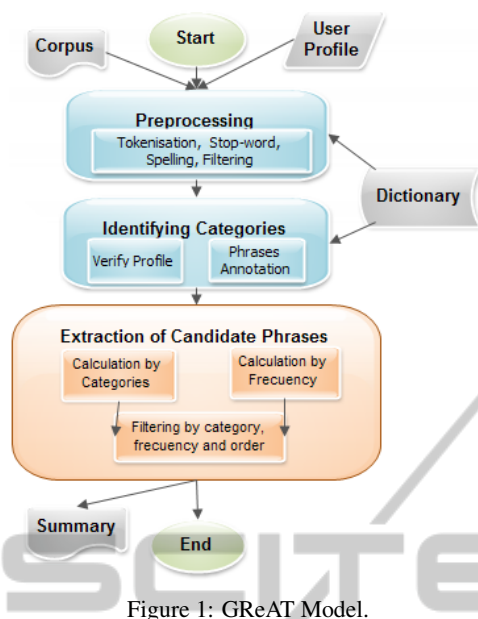 Corpus
Start
User
Profile
Preprocessing
Tokenisation, Stop-word,
Spelling, Filtering
Dictionary
Identifying Categories
Verify Profile
Phrases
Annotation
Extraction of Candidate Phrases
Calculation by
Categories
Calculation by
Frecuency
Filtering by category,
frecuency and order
Summary
End
SCITE
Figure 1: GReAT Model.